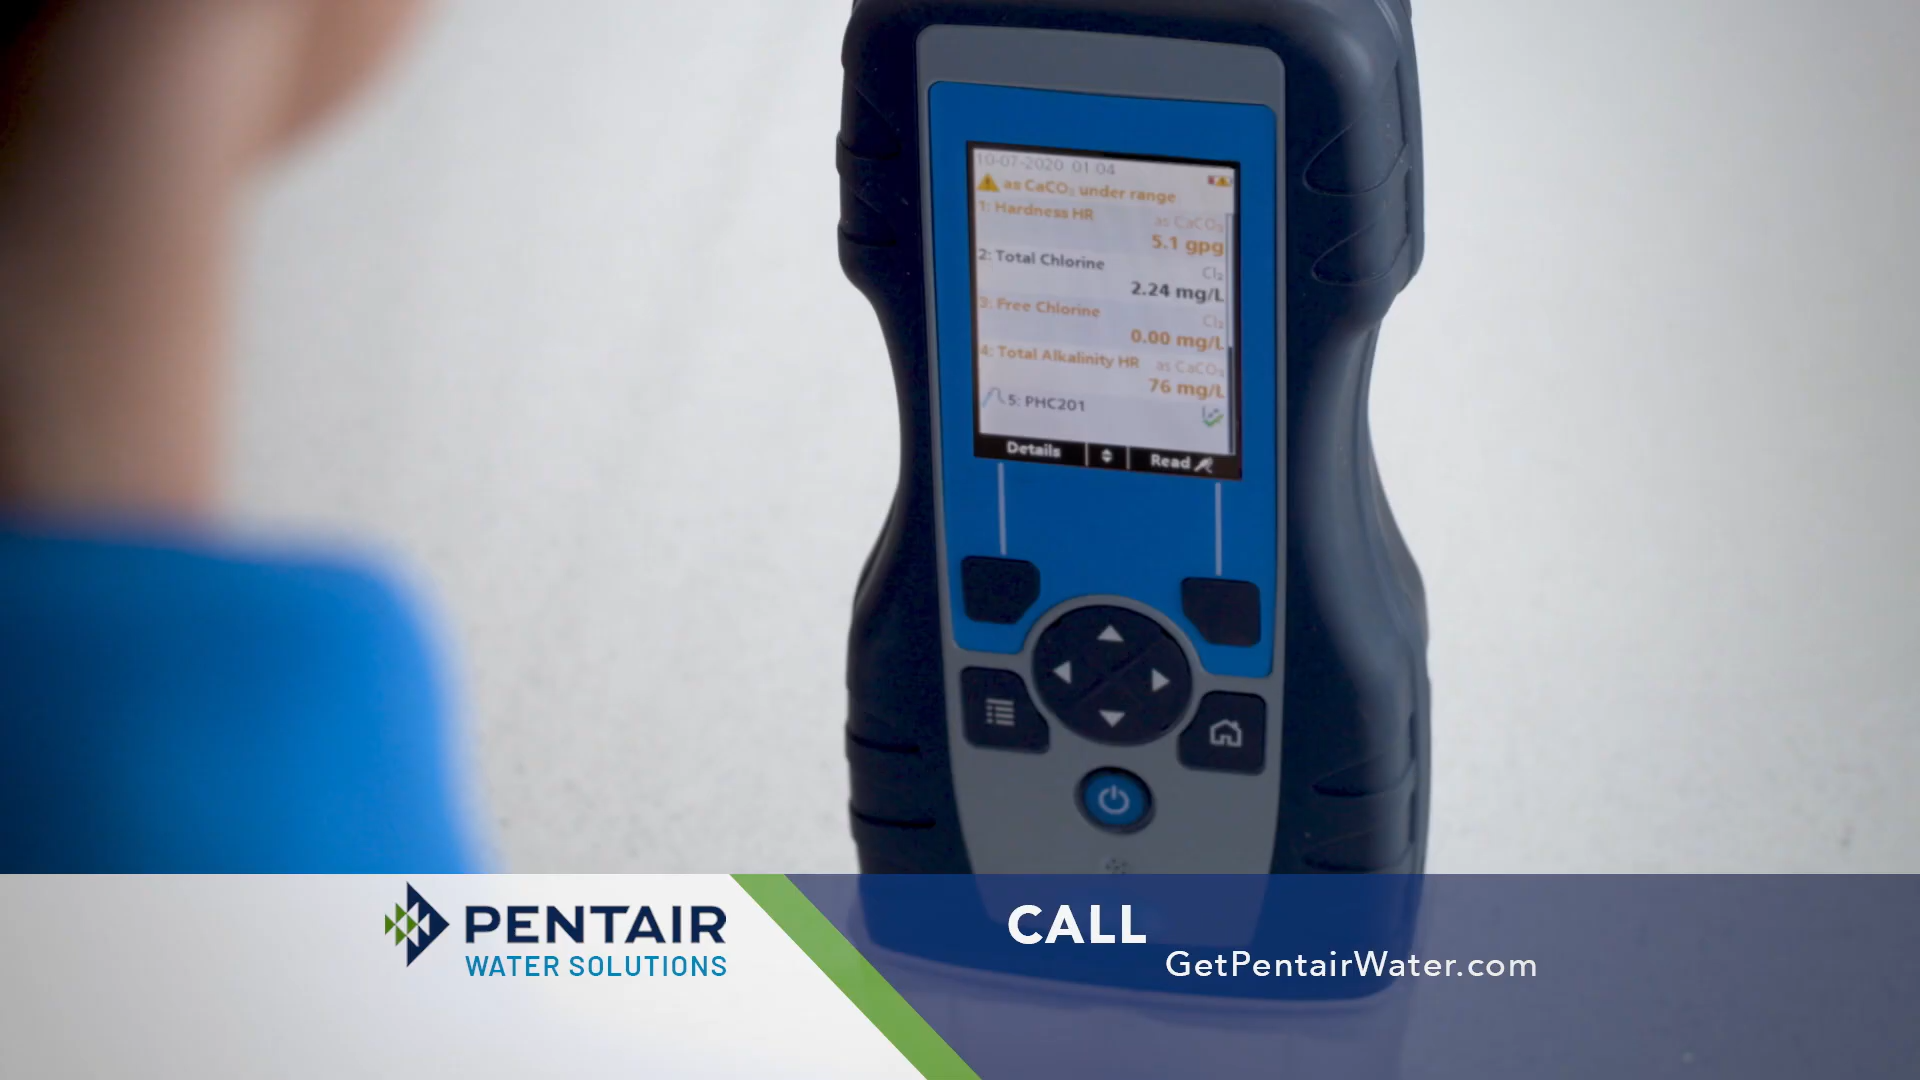 10-07-2020 01 04
as CaCO₃ under range
1: Hardness HR
as CaCO₃
5.1 gpg
2: Total Chlorine
Cl₂
2.24 mg/L
3: Free Chlorine
Cl₂
0.00 mg/L
4: Total Alkalinity HR as CaCO₃
76 mg/L
5: PHC201
Details
Read
PENTAIR
WATER SOLUTIONS
CALL
GetPentairWater.com